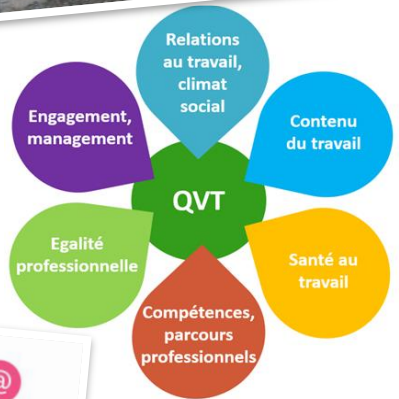 Relations
au travail,
climat
social
Contenu
du travail
Santé au
travail
Compétences,
parcours
professionnels
Egalité
professionnelle
Engagement,
management
QVT
@